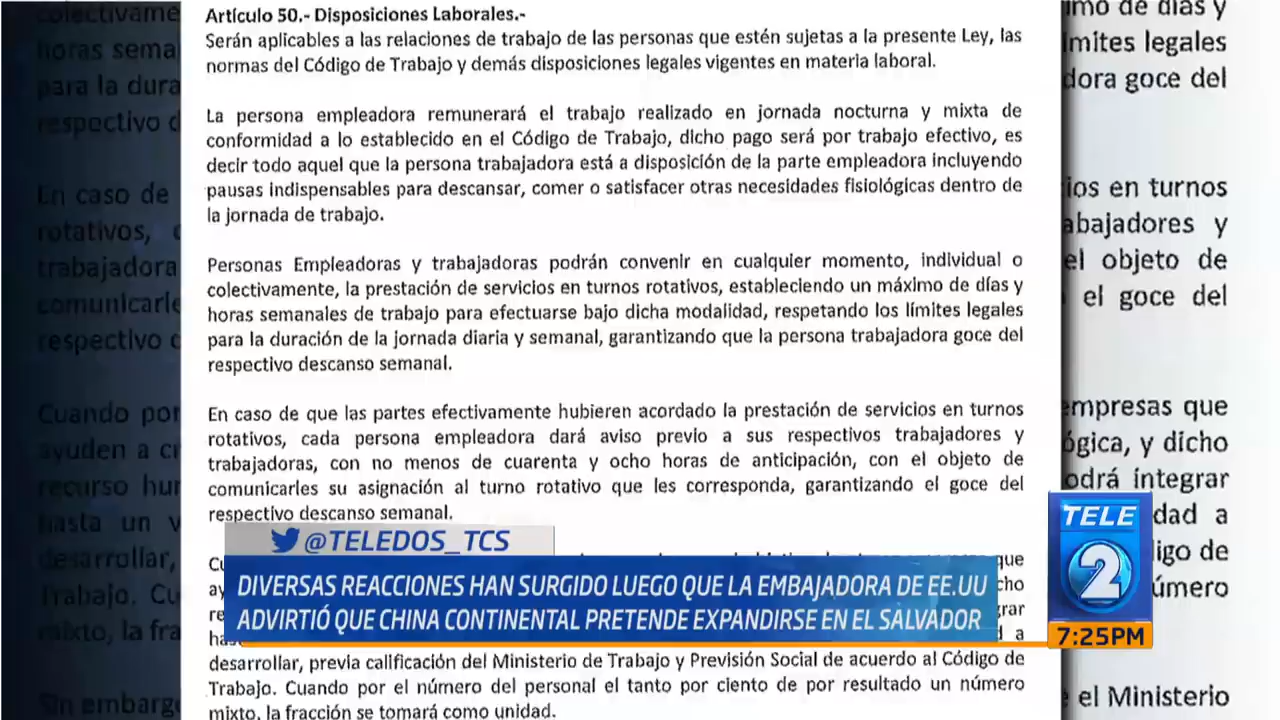 Artículo 50.- Disposiciones Laborales.-
Serán aplicables a las relaciones de trabajo de las personas que estén sujetas a la presente Ley, las
normas del Código de Trabajo y demás disposiciones legales vigentes en materia laboral.
La persona empleadora remunerará el trabajo realizado en jornada nocturna y mixta de
conformidad a lo establecido en el Código de Trabajo, dicho pago será por trabajo efectivo, es
decir todo aquel que la persona trabajadora está a disposición de la parte empleadora incluyendo
pausas indispensables para descansar, comer o satisfacer otras necesidades fisiológicas dentro de
la jornada de trabajo.
Personas Empleadoras y trabajadoras podrán convenir en cualquier momento, individual o
colectivamente, la prestación de servicios en turnos rotativos, estableciendo un máximo de días y
horas semanales de trabajo para efectuarse bajo dicha modalidad, respetando los límites legales
para la duración de la jornada diaria y semanal, garantizando que la persona trabajadora goce del
respectivo descanso semanal.
En caso de que las partes efectivamente hubieren acordado la prestación de servicios en turnos
rotativos, cada persona empleadora dará aviso previo a sus respectivos trabajadores y
trabajadoras, con no menos de cuarenta y ocho horas de anticipación, con el objeto de
comunicarles su asignación al turno rotativo que les corresponda, garantizando el goce del
respectivo descanso semanal.
@TELEDOS_TCS
DIVERSAS REACCIONES HAN SURGIDO LUEGO QUE LA EMBAJADORA DE EE.UU
ADVIRTIÓ QUE CHINA CONTINENTAL PRETENDE EXPANDIRSE EN EL SALVADOR
TELE
2
7:25PM
desarrollar, previa calificación del Ministerio de Trabajo y Previsión Social de acuerdo al Código de
Trabajo. Cuando por el número del personal el tanto por ciento de por resultado un número
mixto, la fracción se tomará como unidad.